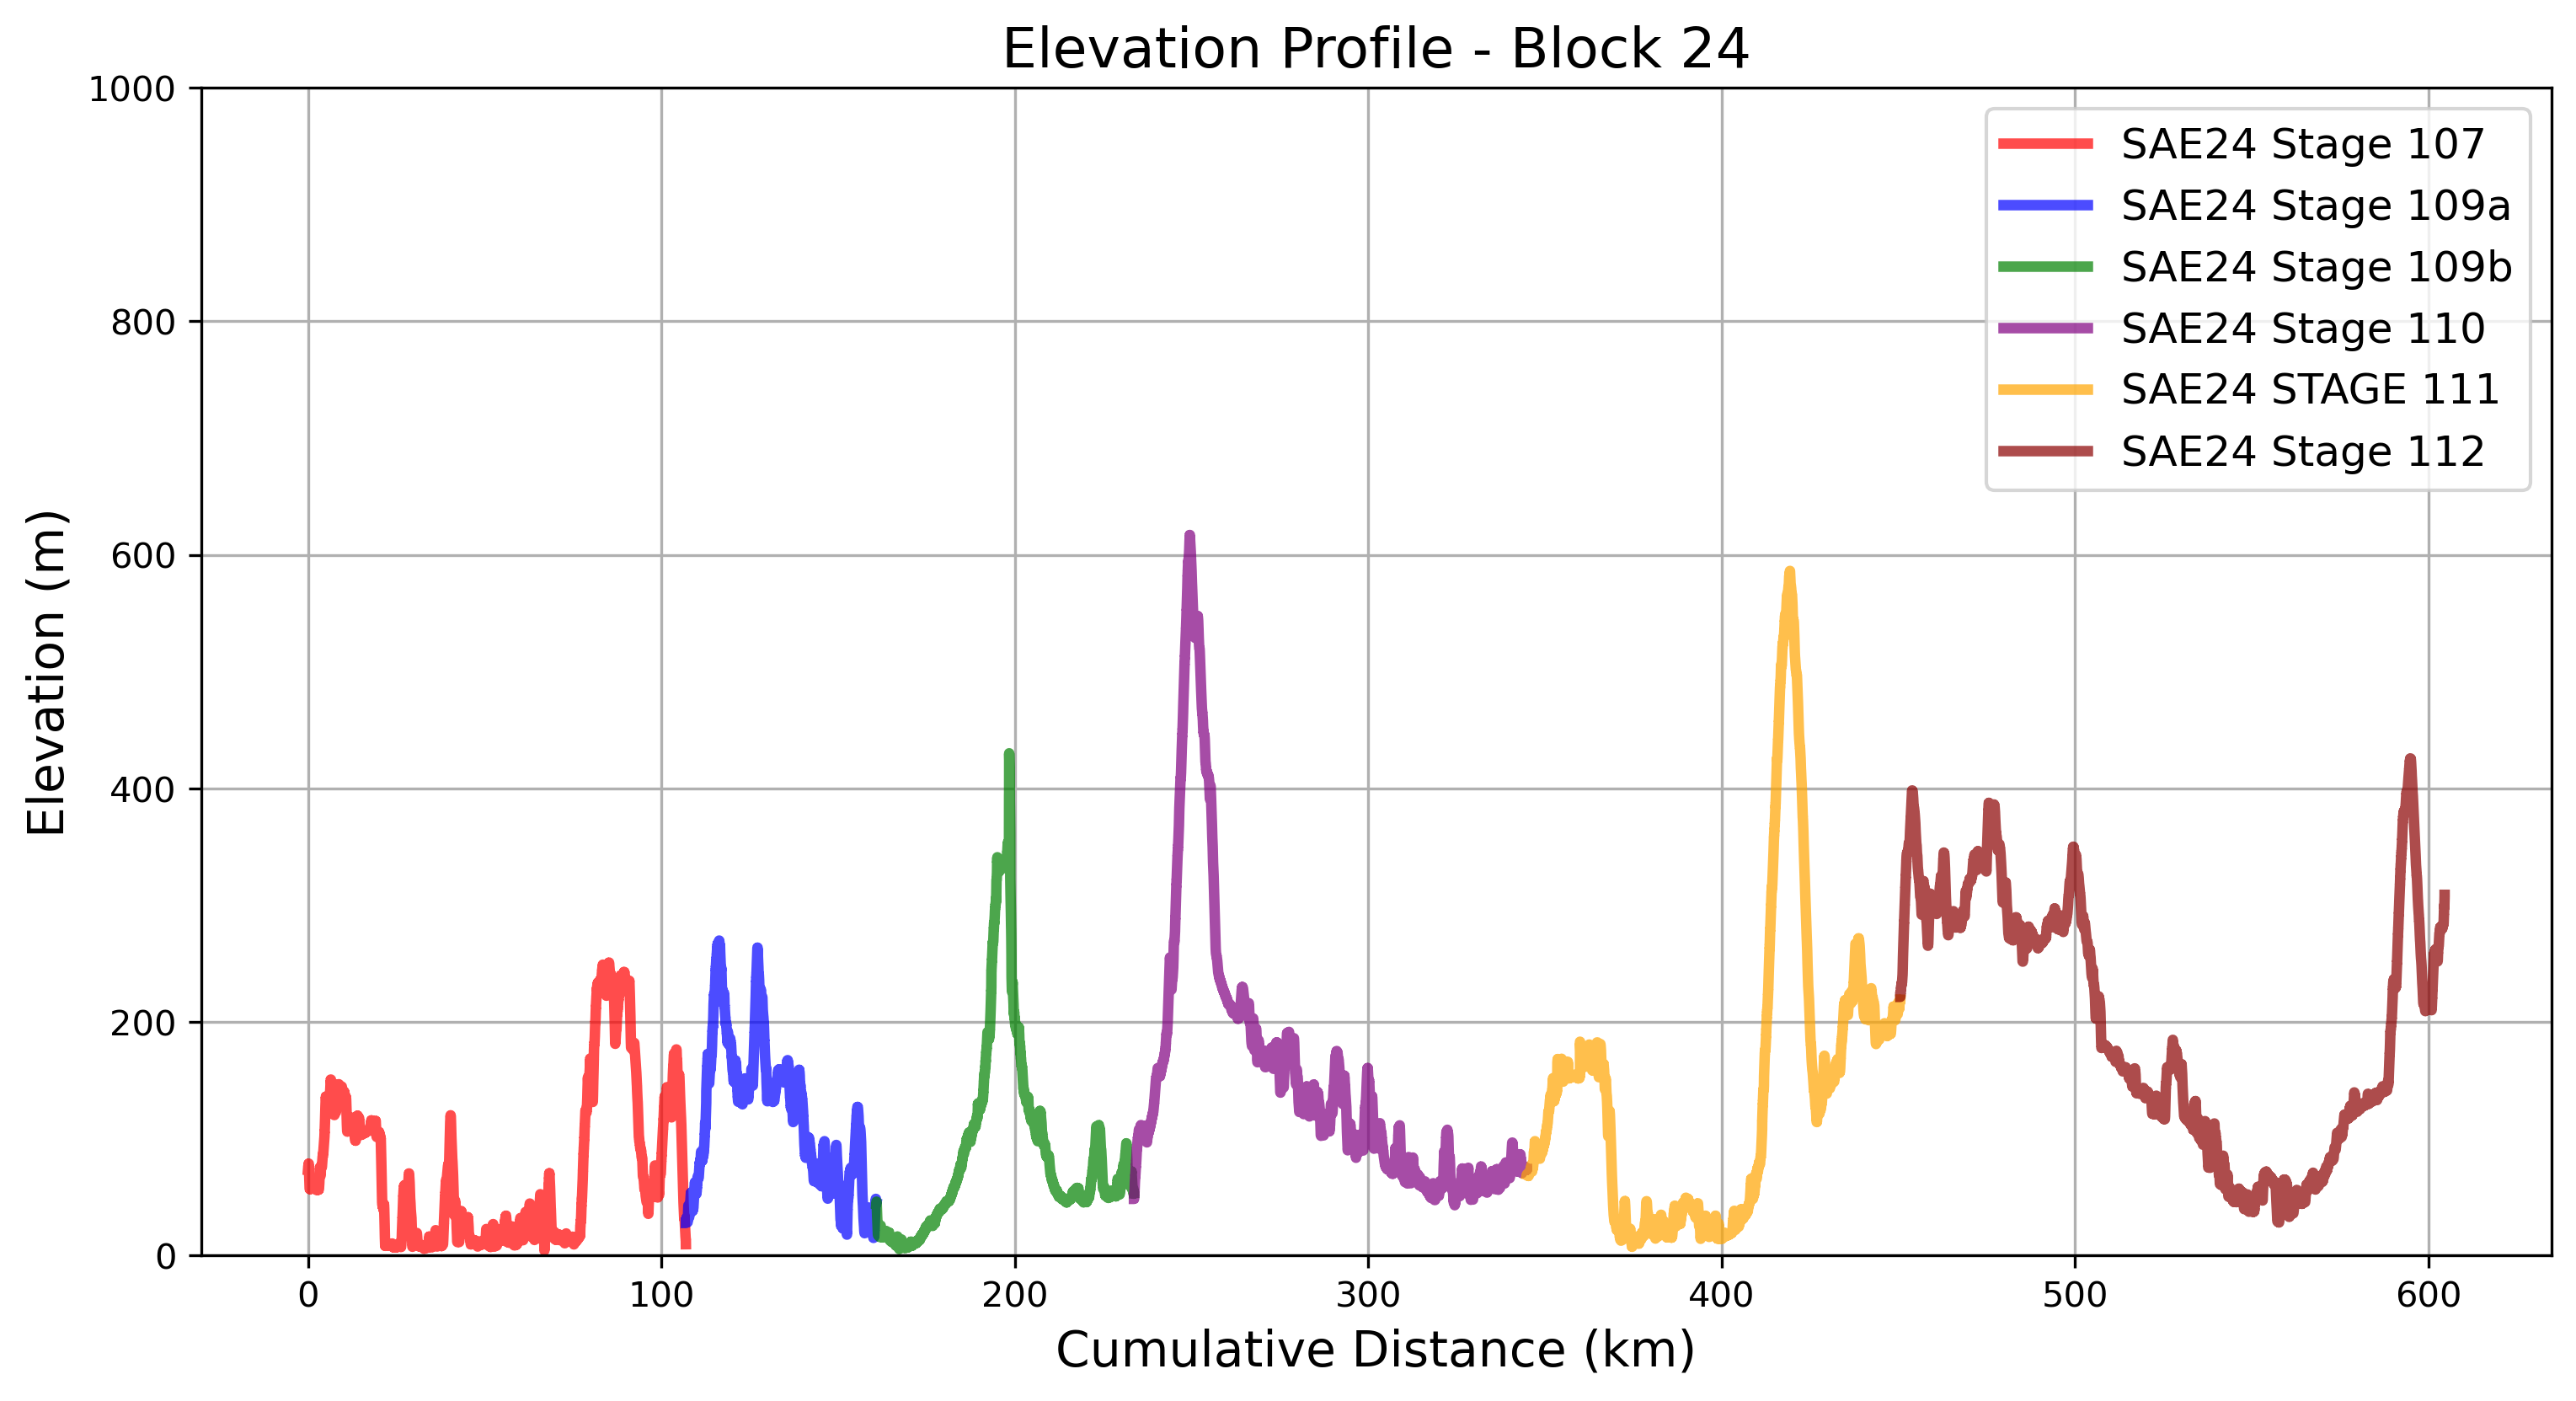 Elevation Profile - Block 24
1000
800
600
400
200
0
Elevation (m)
SAE24 Stage 107
SAE24 Stage 109a
SAE24 Stage 109b
SAE24 Stage 110
SAE24 STAGE 111
SAE24 Stage 112
0 100 200 300 400 500 600
Cumulative Distance (km)